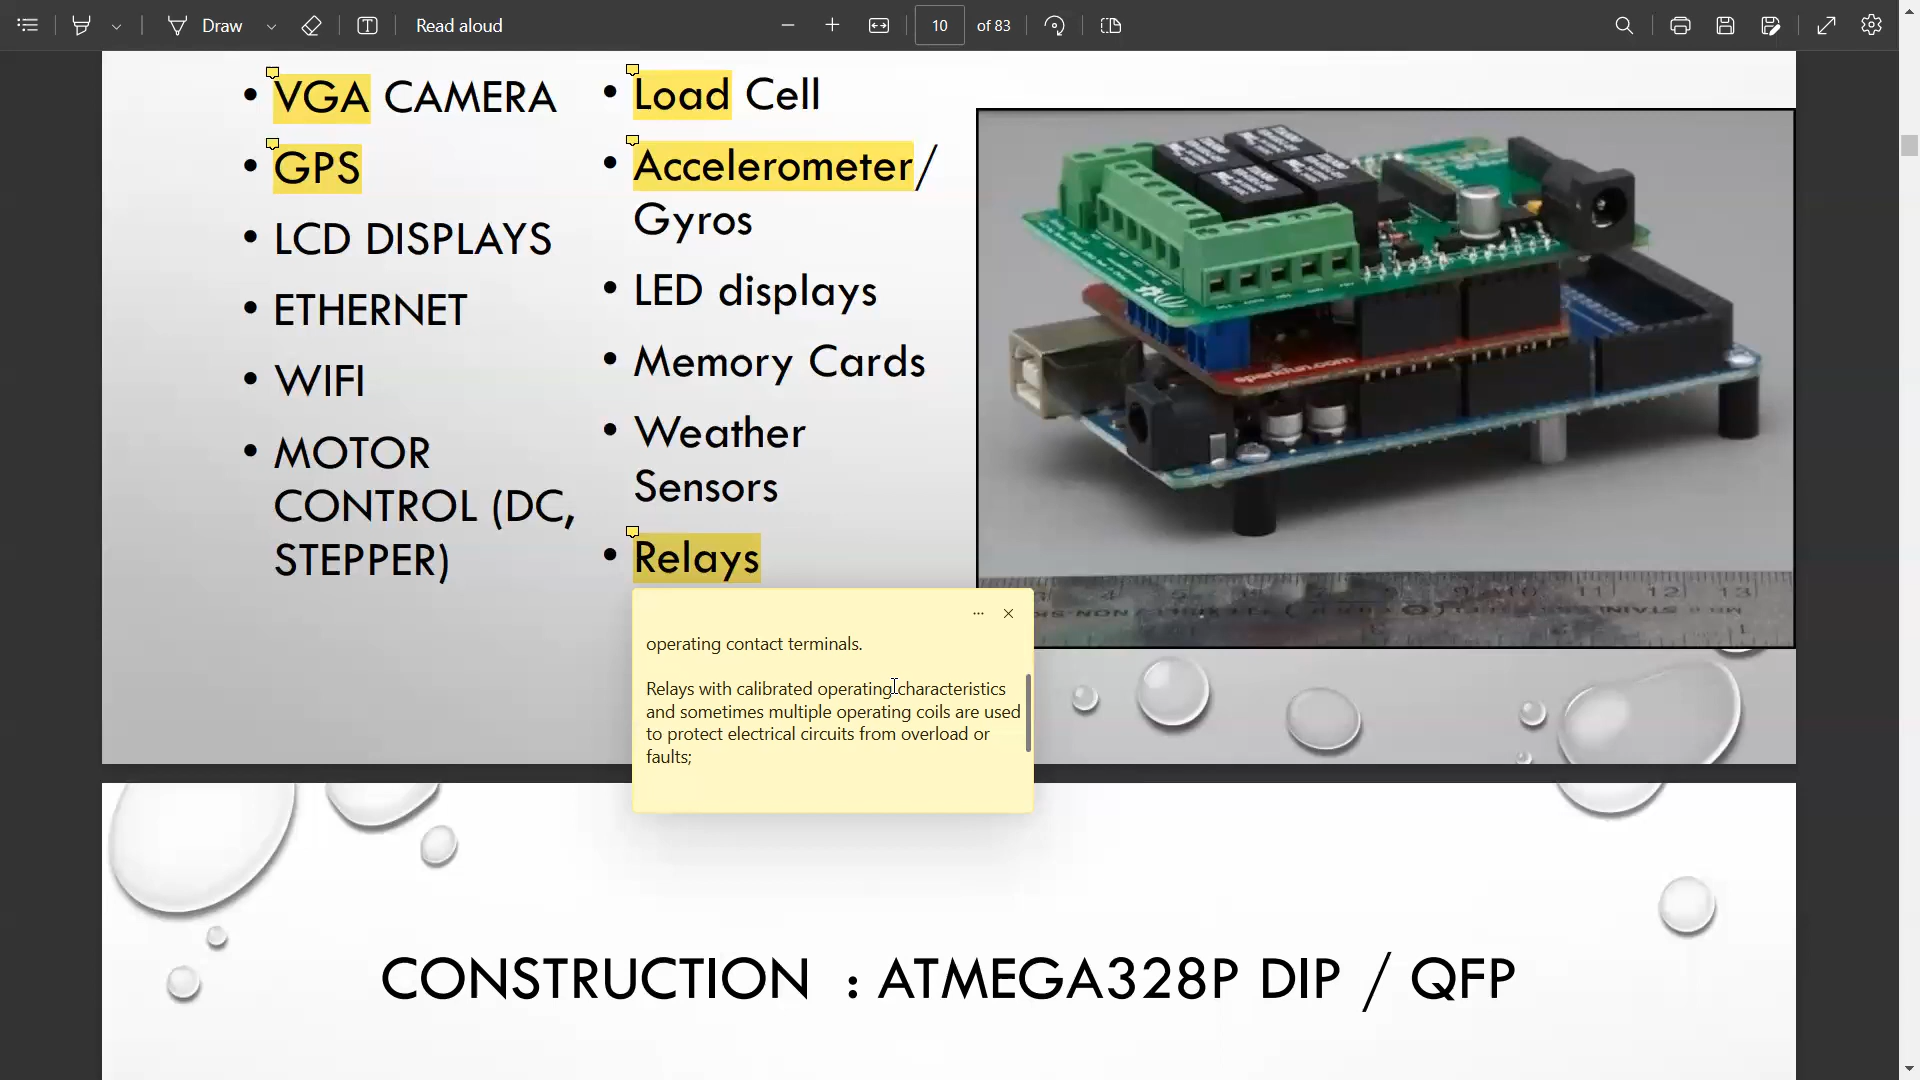 Draw
Read aloud
10
of 83
• VGA CAMERA
• GPS
• LCD DISPLAYS
• ETHERNET
• WIFI
• MOTOR
CONTROL (DC,
STEPPER)
• Load Cell
• Accelerometer/
Gyros
• LED displays
• Memory Cards
• Weather
Sensors
• Relays
operating contact terminals.
Relays with calibrated operating characteristics
and sometimes multiple operating coils are used
to protect electrical circuits from overload or
faults;
sparkfun.com
CONSTRUCTION : ATMEGA328P DIP / QFP